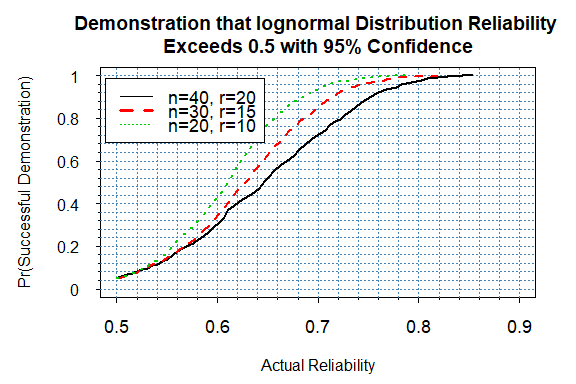 Demonstration that lognormal Distribution Reliability
Exceeds 0.5 with 95% Confidence
Pr(Successful Demonstration)
1
0.8
0.6
0.4
0.2
0
n=40, r=20
n=30, r=15
n=20, r=10
0.5 0.6 0.7 0.8 0.9
Actual Reliability